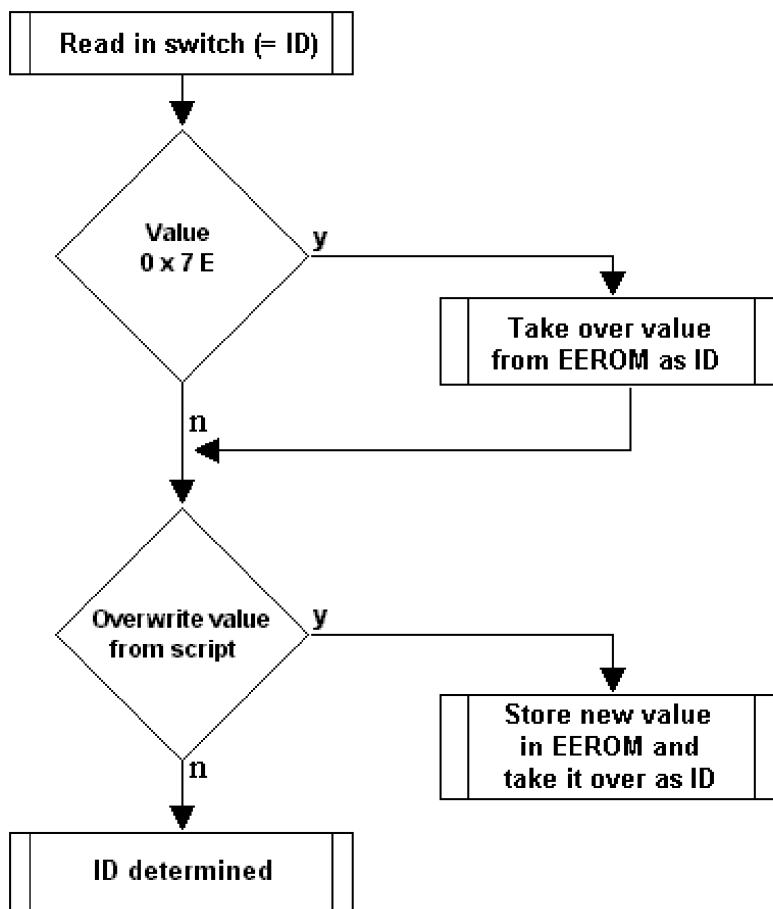 Read in switch (= ID)
Value
0 x 7 E
y
Take over value
from EEROM as ID
n
Overwrite value
from script
y
Store new value
in EEROM and
take it over as ID
n
ID determined